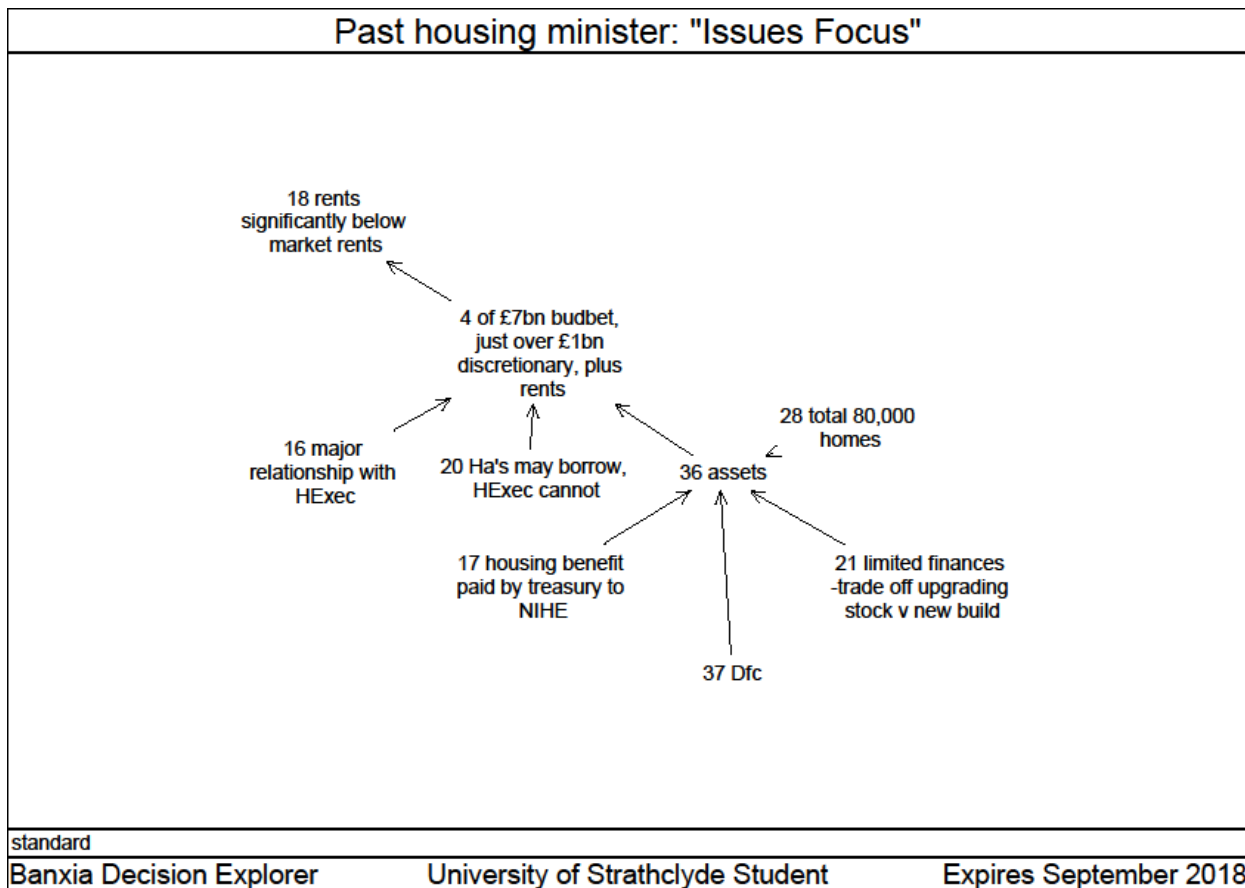 Past housing minister: "Issues Focus"
18 rents
significantly below
market rents
4 of £7bn budbet,
just over £1bn
discretionary, plus
rents
28 total 80,000
homes
16 major
relationship with
HExec
20 Ha's may borrow,
HExec cannot
36 assets
17 housing benefit
paid by treasury to
NIHE
21 limited finances
-trade off upgrading
stock v new build
37 Dfc
standard
Banxia Decision Explorer University of Strathclyde Student Expires September 2018